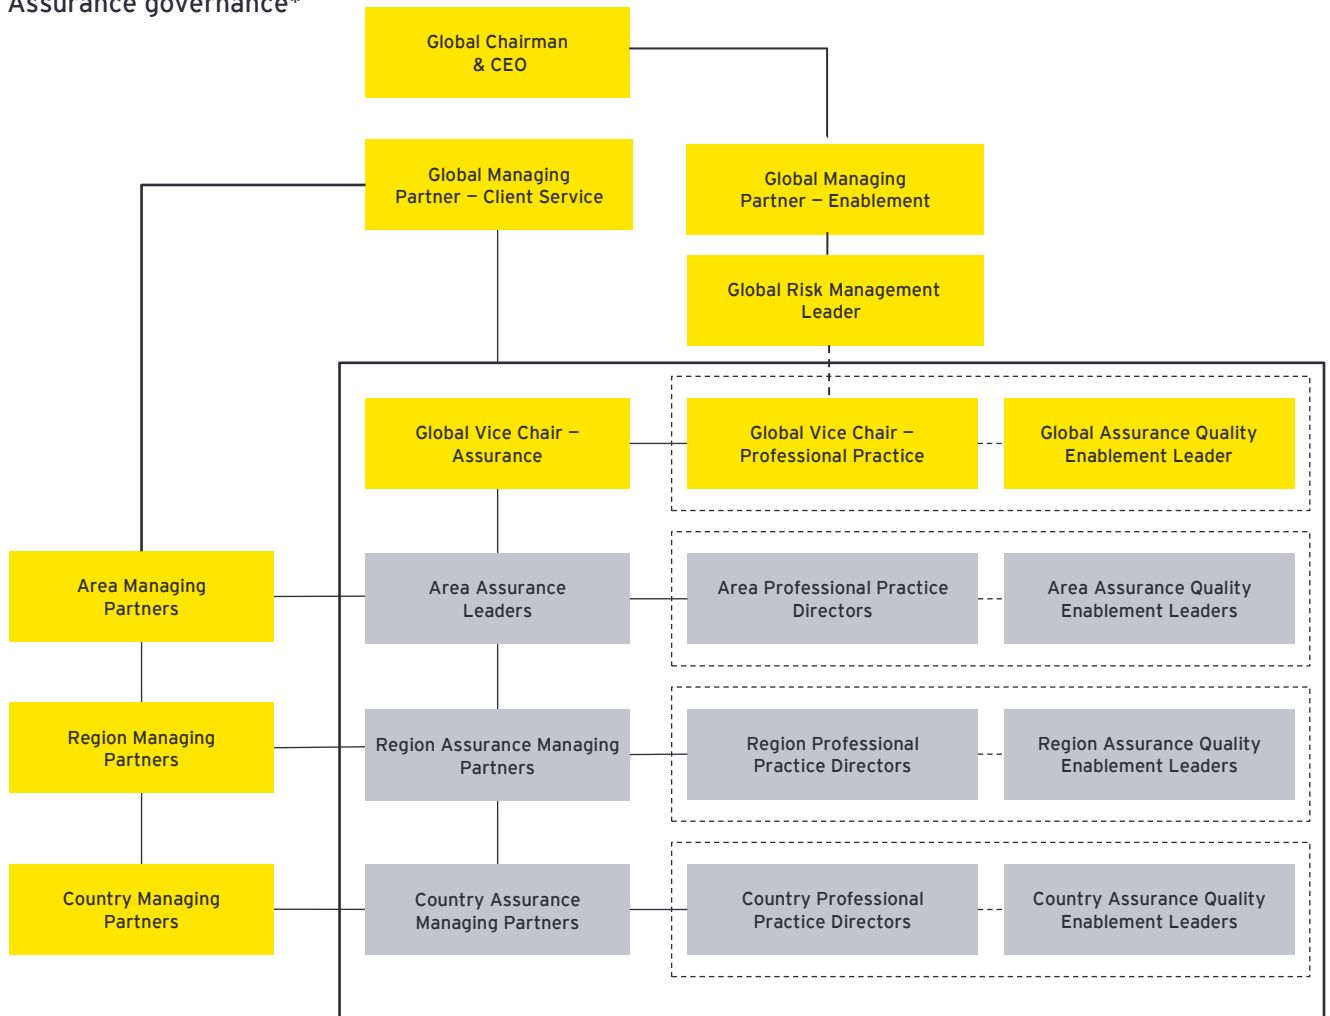 Assurance governance*
Global Chairman
& CEO
Global Managing
Partner – Client Service
Global Managing
Partner – Enablement
Global Risk Management
Leader
Global Vice Chair –
Assurance
Global Vice Chair –
Professional Practice
Global Assurance Quality
Enablement Leader
Area Managing
Partners
Area Assurance
Leaders
Area Professional Practice
Directors
Area Assurance Quality
Enablement Leaders
Region Managing
Partners
Region Assurance Managing
Partners
Region Professional
Practice Directors
Region Assurance Quality
Enablement Leaders
Country Managing
Partners
Country Assurance
Managing Partners
Country Professional
Practice Directors
Country Assurance Quality
Enablement Leaders